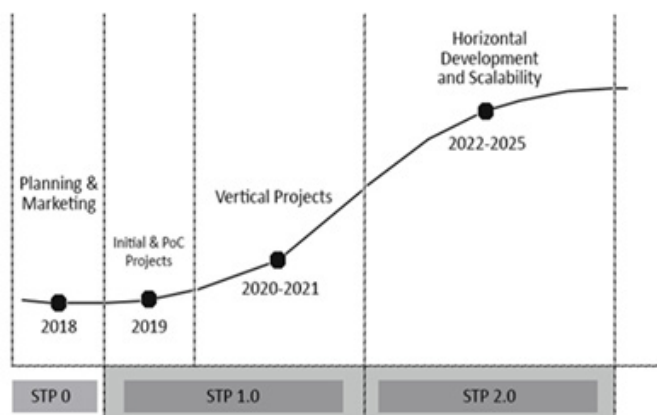 Horizontal
Development
and Scalability
2022-2025
Planning &
Marketing
Vertical Projects
Initial & PoC
Projects
2020-2021
2018
2019
STP 0
STP 1.0
STP 2.0